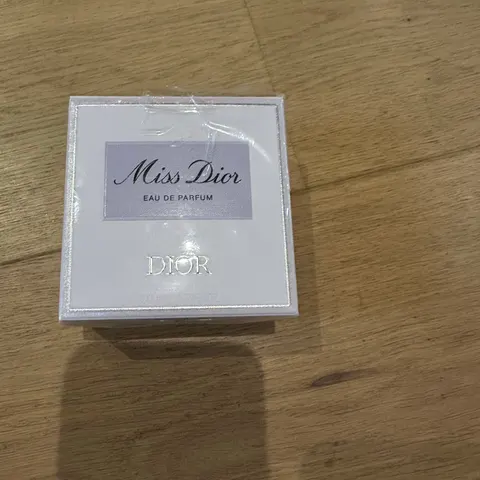 Miss Dior
EAU DE PARFUM
DIOR